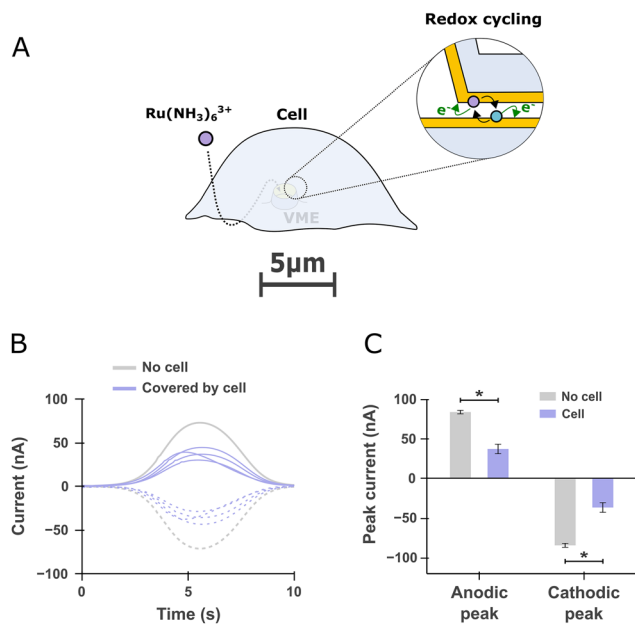 A
Redox cycling
Ru(NH₃)₆³⁺
Cell
e⁻
e⁻
VME
5μm
B
No cell
Covered by cell
Current (nA)
100
50
0
−50
−100
0
5
10
Time (s)
C
No cell
Cell
Peak current (nA)
100
50
0
−50
−100
*
*
Anodic
peak
Cathodic
peak